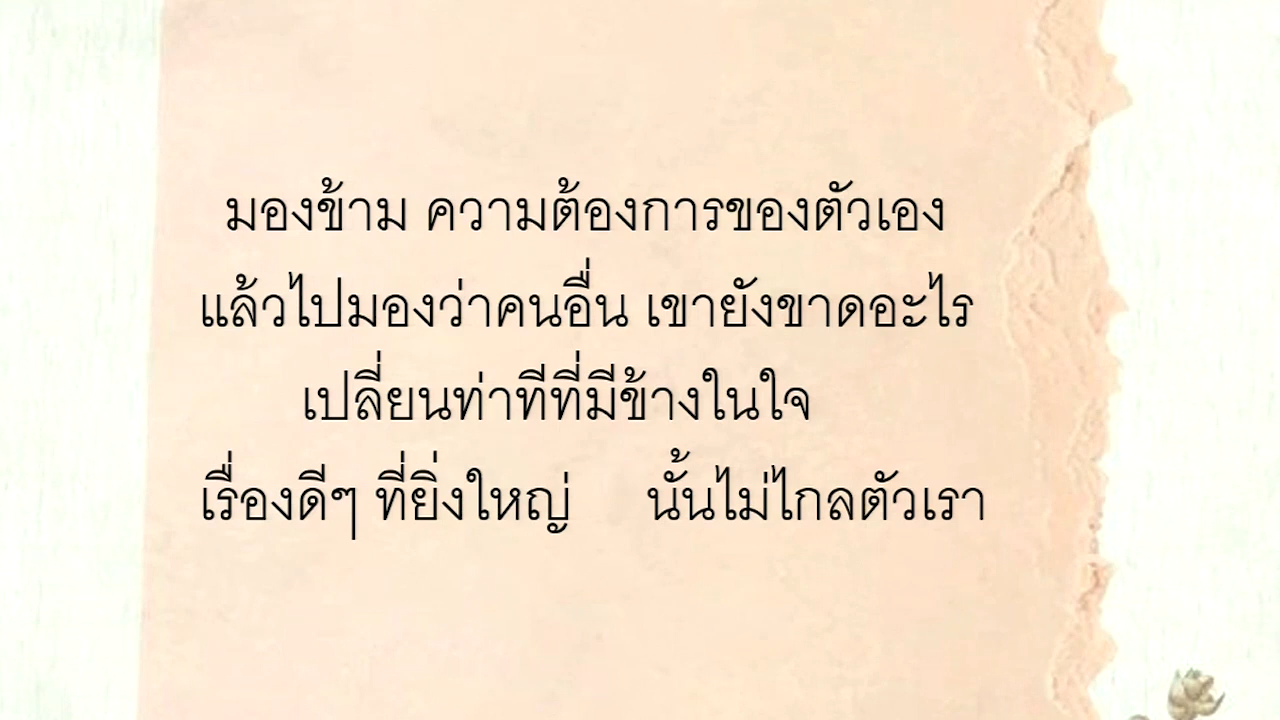 มองข้าม ความต้องการของตัวเอง
แล้วไปมองว่าคนอื่น เขายังขาดอะไร
เปลี่ยนท่าทีที่มีข้างในใจ
เรื่องดีๆ ที่ยิ่งใหญ่ นั้นไม่ไกลตัวเรา